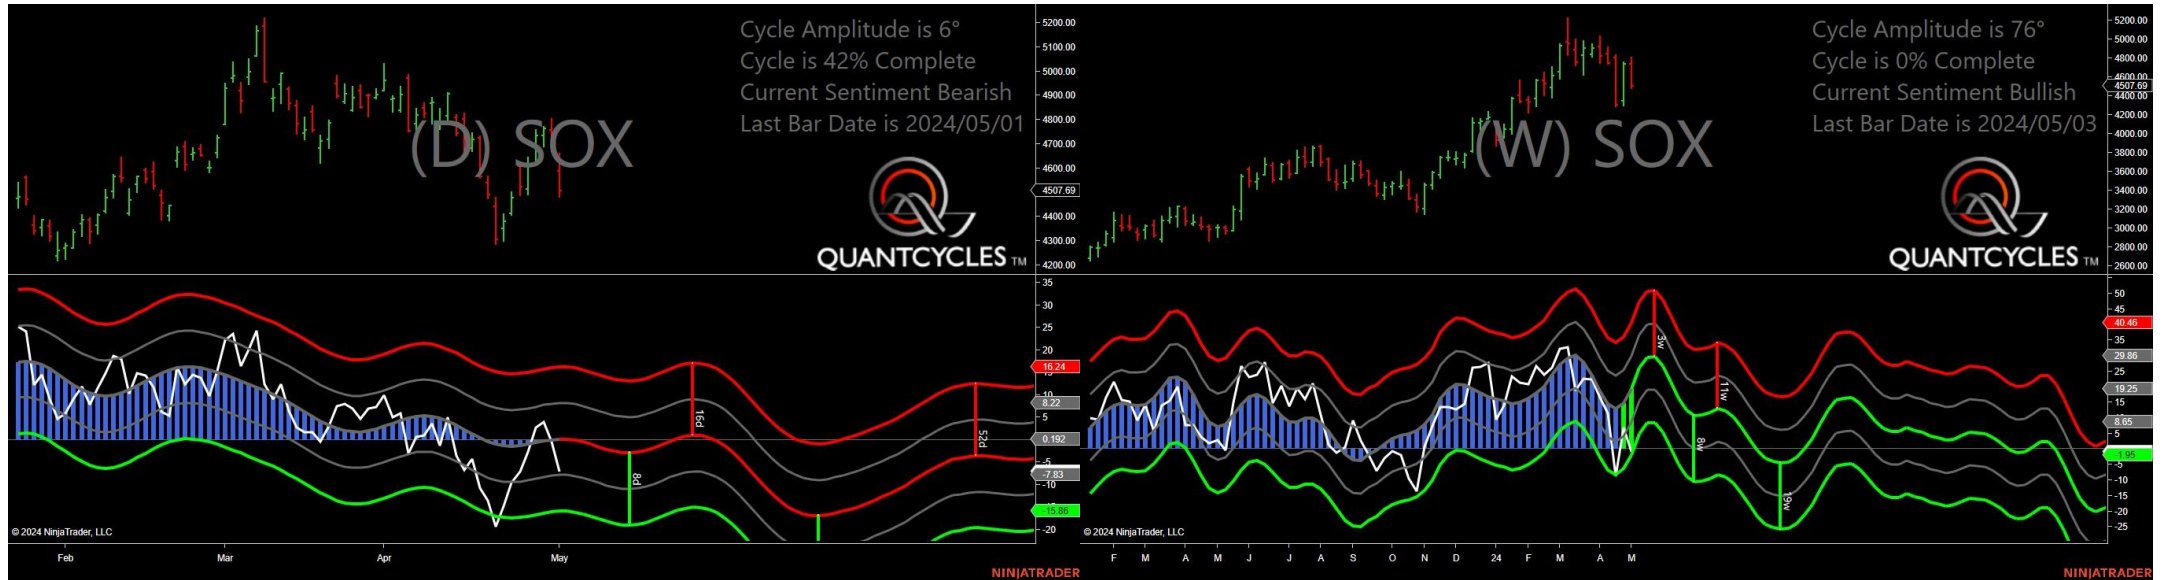 Cycle Amplitude is 6°
Cycle is 42% Complete
Current Sentiment Bearish
Last Bar Date is 2024/05/01
(D) SOX
QUANTCYCLES TM
5200.00
5100.00
5000.00
4900.00
4800.00
4700.00
4600.00
4507.69
4400.00
4300.00
4200.00
35
30
25
20
16.24
10
8.22
5
0.192
-5
-7.83
-10
-15.86
-20
16d
52d
8d
© 2024 NinjaTrader, LLC
Feb Mar Apr May
NINJATRADER
Cycle Amplitude is 76°
Cycle is 0% Complete
Current Sentiment Bullish
Last Bar Date is 2024/05/03
(W) SOX
QUANTCYCLES TM
5200.00
5000.00
4800.00
4600.00
4507.69
4400.00
4200.00
4000.00
3800.00
3600.00
3400.00
3200.00
3000.00
2800.00
2600.00
50
45
40.46
35
29.86
25
19.25
15
8.65
5
-1.95
-5
-10
-15
-20
-25
3w
11w
8w
19w
© 2024 NinjaTrader, LLC
F M A M J J A S O N D 24 F M A M
NINJATRADER